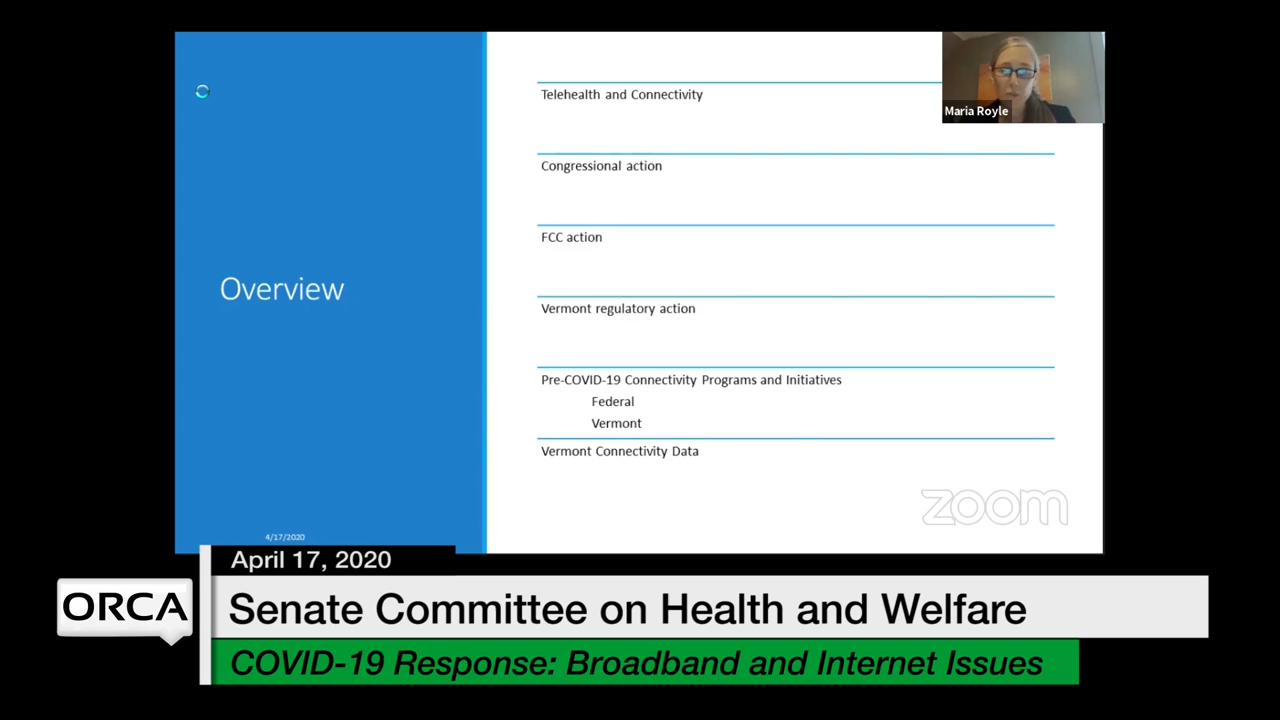 Telehealth and Connectivity
Maria Royle
Congressional action
FCC action
Overview
Vermont regulatory action
Pre-COVID-19 Connectivity Programs and Initiatives
Federal
Vermont
Vermont Connectivity Data
zoom
4/17/2020
April 17, 2020
ORCA
Senate Committee on Health and Welfare
COVID-19 Response: Broadband and Internet Issues